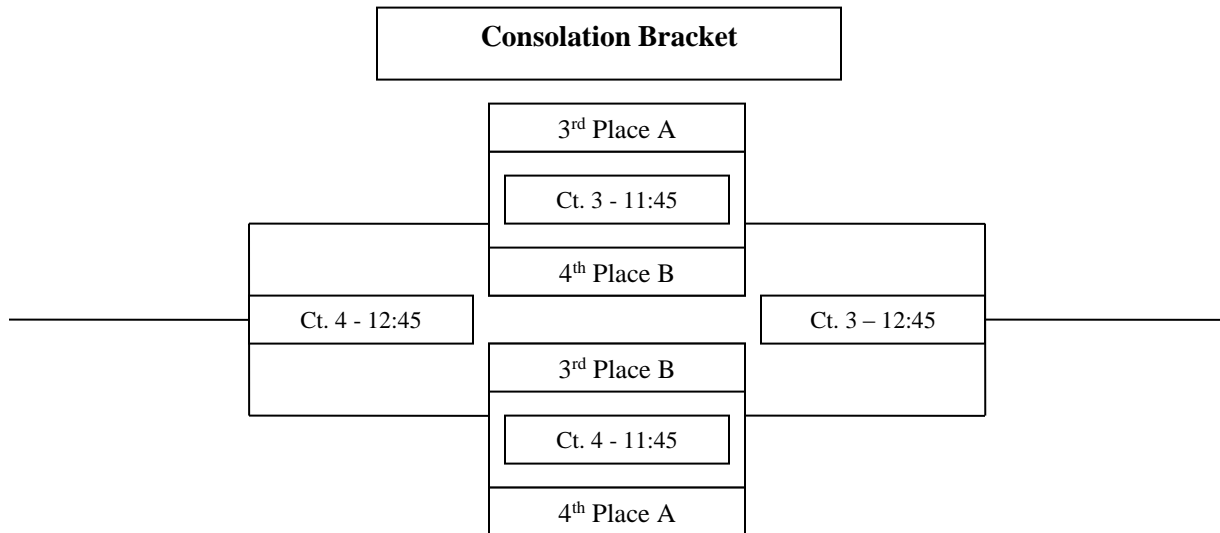 Consolation Bracket
3rd Place A
Ct. 3 - 11:45
4th Place B
Ct. 4 - 12:45
Ct. 3 – 12:45
3rd Place B
Ct. 4 - 11:45
4th Place A